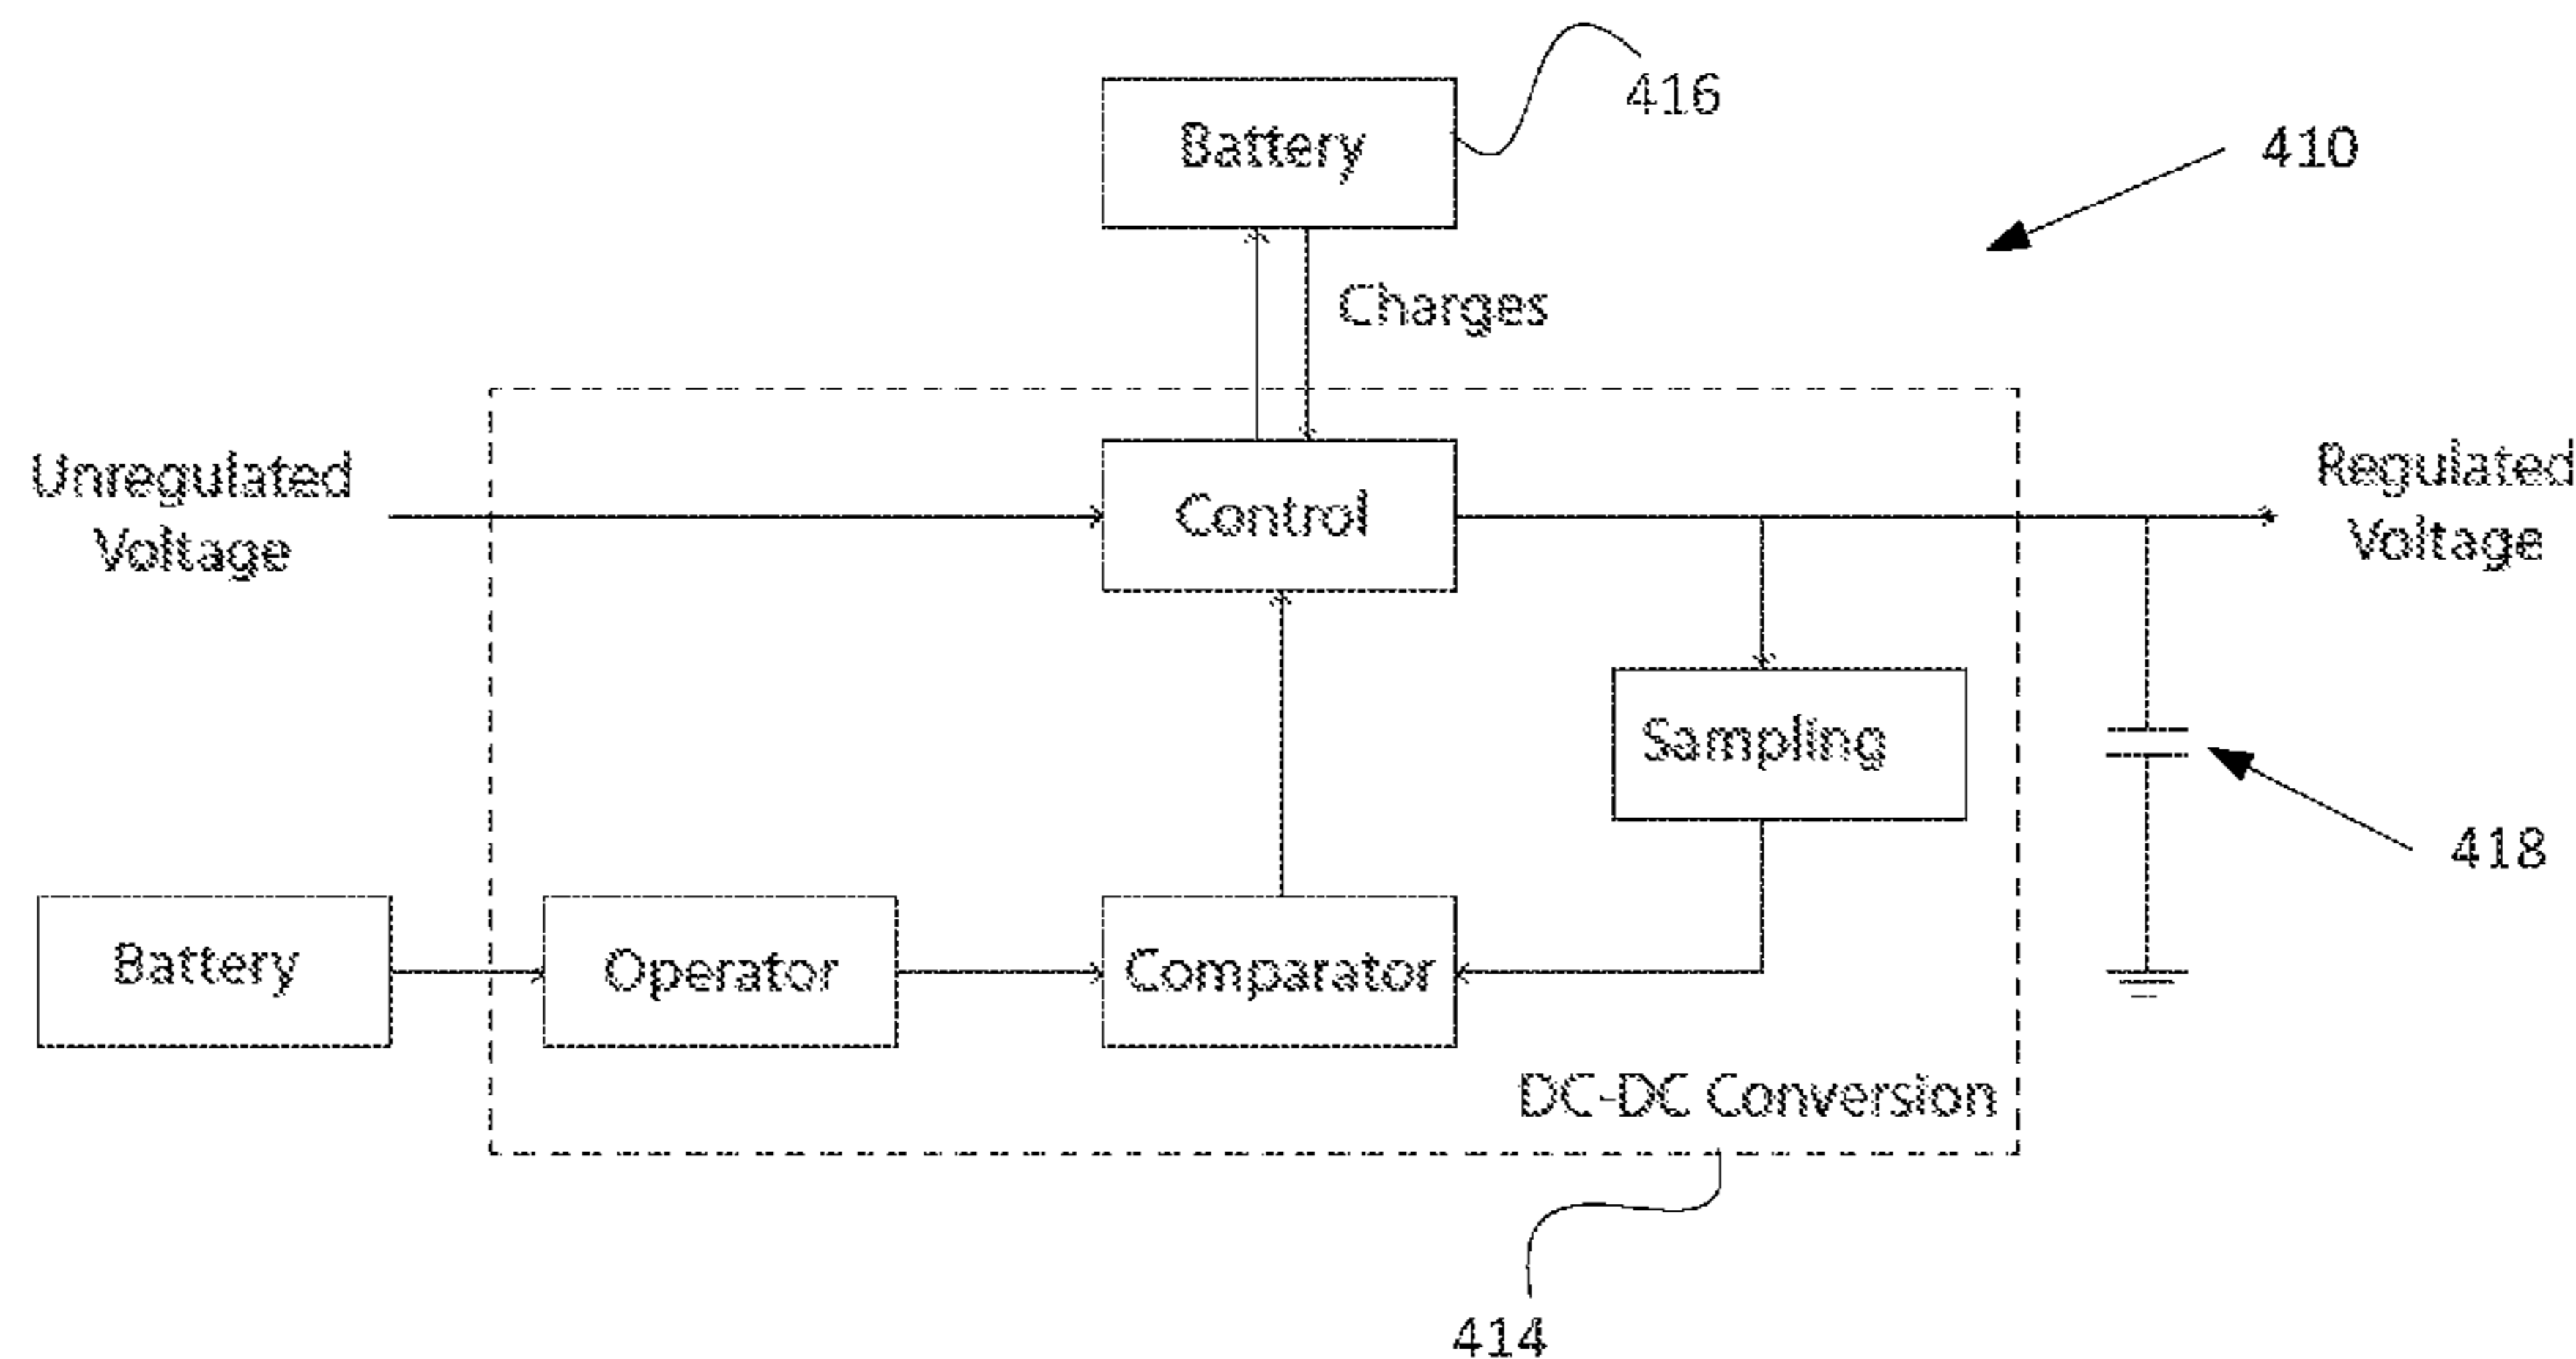 416
Battery
410
Charges
Unregulated
Voltage
Control
Regulated
Voltage
Sampling
418
Battery
Operator
Comparator
DC-DC Conversion
414